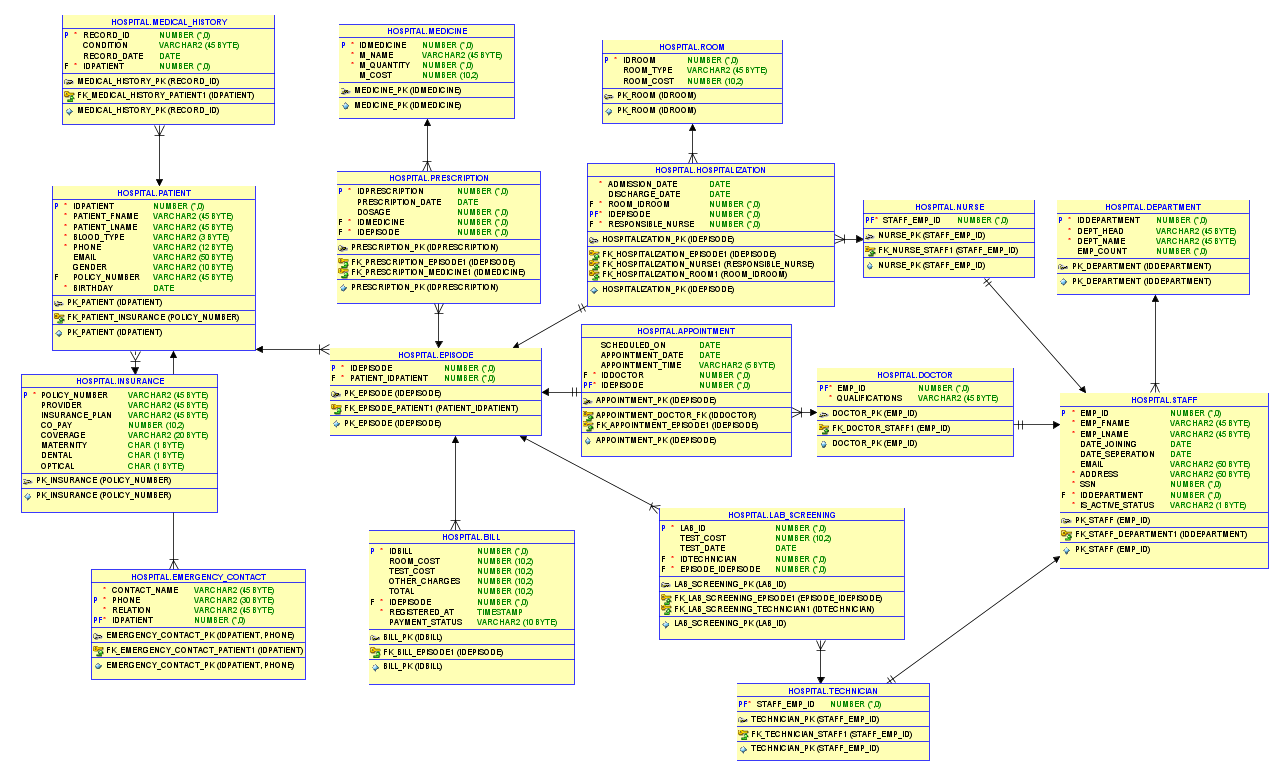 HOSPITAL.MEDICAL_HISTORY
P * RECORD_ID NUMBER (*,0)
CONDITION VARCHAR2 (45 BYTE)
RECORD_DATE DATE
F * IDPATIENT NUMBER (*,0)
MEDICAL_HISTORY_PK (RECORD_ID)
FK_MEDICAL_HISTORY_PATIENT1 (IDPATIENT)
MEDICAL_HISTORY_PK (RECORD_ID)
HOSPITAL.MEDICINE
P * IDMEDICINE NUMBER (*,0)
* M_NAME VARCHAR2 (45 BYTE)
* M_QUANTITY NUMBER (*,0)
M_COST NUMBER (10,2)
MEDICINE_PK (IDMEDICINE)
MEDICINE_PK (IDMEDICINE)
HOSPITAL.ROOM
P * IDROOM NUMBER (*,0)
ROOM_TYPE VARCHAR2 (45 BYTE)
ROOM_COST NUMBER (10,2)
PK_ROOM (IDROOM)
PK_ROOM (IDROOM)
HOSPITAL.PATIENT
P * IDPATIENT NUMBER (*,0)
* PATIENT_FNAME VARCHAR2 (45 BYTE)
* PATIENT_LNAME VARCHAR2 (45 BYTE)
* BLOOD_TYPE VARCHAR2 (3 BYTE)
* PHONE VARCHAR2 (12 BYTE)
EMAIL VARCHAR2 (50 BYTE)
GENDER VARCHAR2 (10 BYTE)
F POLICY_NUMBER VARCHAR2 (45 BYTE)
* BIRTHDAY DATE
PK_PATIENT (IDPATIENT)
FK_PATIENT_INSURANCE (POLICY_NUMBER)
PK_PATIENT (IDPATIENT)
HOSPITAL.PRESCRIPTION
P * IDPRESCRIPTION NUMBER (*,0)
PRESCRIPTION_DATE DATE
DOSAGE NUMBER (*,0)
F * IDMEDICINE NUMBER (*,0)
F * IDEPISODE NUMBER (*,0)
PRESCRIPTION_PK (IDPRESCRIPTION)
FK_PRESCRIPTION_EPISODE1 (IDEPISODE)
FK_PRESCRIPTION_MEDICINE1 (IDMEDICINE)
PRESCRIPTION_PK (IDPRESCRIPTION)
HOSPITAL.HOSPITALIZATION
* ADMISSION_DATE DATE
DISCHARGE_DATE DATE
F * ROOM_IDROOM NUMBER (*,0)
PF* IDEPISODE NUMBER (*,0)
F * RESPONSIBLE_NURSE NUMBER (*,0)
HOSPITALIZATION_PK (IDEPISODE)
FK_HOSPITALIZATION_EPISODE1 (IDEPISODE)
FK_HOSPITALIZATION_NURSE1 (RESPONSIBLE_NURSE)
FK_HOSPITALIZATION_ROOM1 (ROOM_IDROOM)
HOSPITALIZATION_PK (IDEPISODE)
HOSPITAL.NURSE
PF* STAFF_EMP_ID NUMBER (*,0)
NURSE_PK (STAFF_EMP_ID)
FK_NURSE_STAFF1 (STAFF_EMP_ID)
NURSE_PK (STAFF_EMP_ID)
HOSPITAL.DEPARTMENT
P * IDDEPARTMENT NUMBER (*,0)
* DEPT_HEAD VARCHAR2 (45 BYTE)
* DEPT_NAME VARCHAR2 (45 BYTE)
EMP_COUNT NUMBER (*,0)
PK_DEPARTMENT (IDDEPARTMENT)
PK_DEPARTMENT (IDDEPARTMENT)
HOSPITAL.INSURANCE
P * POLICY_NUMBER VARCHAR2 (45 BYTE)
PROVIDER VARCHAR2 (45 BYTE)
INSURANCE_PLAN VARCHAR2 (45 BYTE)
CO_PAY NUMBER (10,2)
COVERAGE VARCHAR2 (20 BYTE)
MATERNITY CHAR (1 BYTE)
DENTAL CHAR (1 BYTE)
OPTICAL CHAR (1 BYTE)
PK_INSURANCE (POLICY_NUMBER)
PK_INSURANCE (POLICY_NUMBER)
HOSPITAL.EPISODE
P * IDEPISODE NUMBER (*,0)
F * PATIENT_IDPATIENT NUMBER (*,0)
PK_EPISODE (IDEPISODE)
FK_EPISODE_PATIENT1 (PATIENT_IDPATIENT)
PK_EPISODE (IDEPISODE)
HOSPITAL.APPOINTMENT
SCHEDULED_ON DATE
APPOINTMENT_DATE DATE
APPOINTMENT_TIME VARCHAR2 (5 BYTE)
F * IDDOCTOR NUMBER (*,0)
PF* IDEPISODE NUMBER (*,0)
APPOINTMENT_PK (IDEPISODE)
APPOINTMENT_DOCTOR_FK (IDDOCTOR)
FK_APPOINTMENT_EPISODE1 (IDEPISODE)
APPOINTMENT_PK (IDEPISODE)
HOSPITAL.DOCTOR
PF* EMP_ID NUMBER (*,0)
* QUALIFICATIONS VARCHAR2 (45 BYTE)
DOCTOR_PK (EMP_ID)
FK_DOCTOR_STAFF1 (EMP_ID)
DOCTOR_PK (EMP_ID)
HOSPITAL.STAFF
P * EMP_ID NUMBER (*,0)
* EMP_FNAME VARCHAR2 (45 BYTE)
* EMP_LNAME VARCHAR2 (45 BYTE)
DATE_JOINING DATE
DATE_SEPERATION DATE
EMAIL VARCHAR2 (50 BYTE)
* ADDRESS VARCHAR2 (50 BYTE)
* SSN NUMBER (*,0)
F * IDDEPARTMENT NUMBER (*,0)
* IS_ACTIVE_STATUS VARCHAR2 (1 BYTE)
PK_STAFF (EMP_ID)
FK_STAFF_DEPARTMENT1 (IDDEPARTMENT)
PK_STAFF (EMP_ID)
HOSPITAL.EMERGENCY_CONTACT
* CONTACT_NAME VARCHAR2 (45 BYTE)
P * PHONE VARCHAR2 (30 BYTE)
* RELATION VARCHAR2 (45 BYTE)
PF* IDPATIENT NUMBER (*,0)
EMERGENCY_CONTACT_PK (IDPATIENT, PHONE)
FK_EMERGENCY_CONTACT_PATIENT1 (IDPATIENT)
EMERGENCY_CONTACT_PK (IDPATIENT, PHONE)
HOSPITAL.BILL
P * IDBILL NUMBER (*,0)
ROOM_COST NUMBER (10,2)
TEST_COST NUMBER (10,2)
OTHER_CHARGES NUMBER (10,2)
TOTAL NUMBER (10,2)
F * IDEPISODE NUMBER (*,0)
* REGISTERED_AT TIMESTAMP
PAYMENT_STATUS VARCHAR2 (10 BYTE)
BILL_PK (IDBILL)
FK_BILL_EPISODE1 (IDEPISODE)
BILL_PK (IDBILL)
HOSPITAL.LAB_SCREENING
P * LAB_ID NUMBER (*,0)
TEST_COST NUMBER (10,2)
TEST_DATE DATE
F * IDTECHNICIAN NUMBER (*,0)
F * EPISODE_IDEPISODE NUMBER (*,0)
LAB_SCREENING_PK (LAB_ID)
FK_LAB_SCREENING_EPISODE1 (EPISODE_IDEPISODE)
FK_LAB_SCREENING_TECHNICIAN1 (IDTECHNICIAN)
LAB_SCREENING_PK (LAB_ID)
HOSPITAL.TECHNICIAN
PF* STAFF_EMP_ID NUMBER (*,0)
TECHNICIAN_PK (STAFF_EMP_ID)
FK_TECHNICIAN_STAFF1 (STAFF_EMP_ID)
TECHNICIAN_PK (STAFF_EMP_ID)